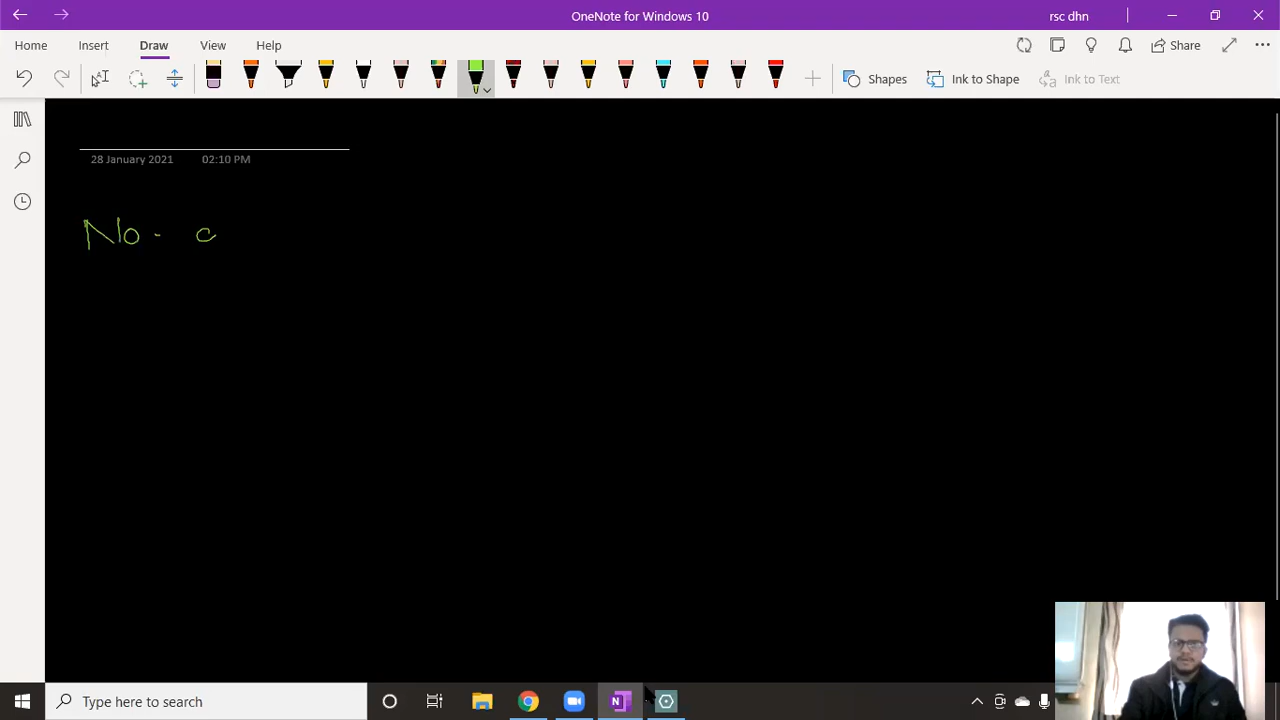 OneNote for Windows 10
rsc dhn
Home
Insert
Draw
View
Help
Share
Shapes
Ink to Shape
Ink to Text
28 January 2021
02:10 PM
No -
Type here to search